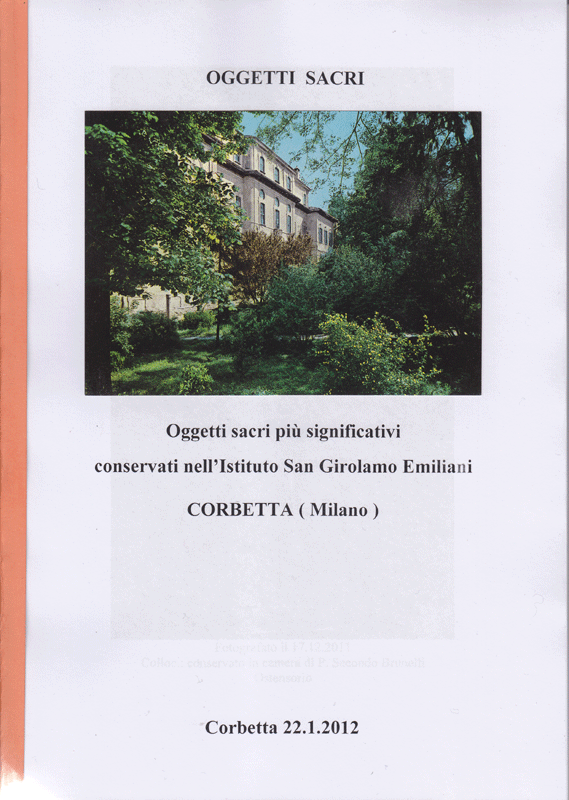 OGGETTI SACRI
Oggetti sacri più significativi
conservati nell’Istituto San Girolamo Emiliani
CORBETTA ( Milano )
Corbetta 22.1.2012